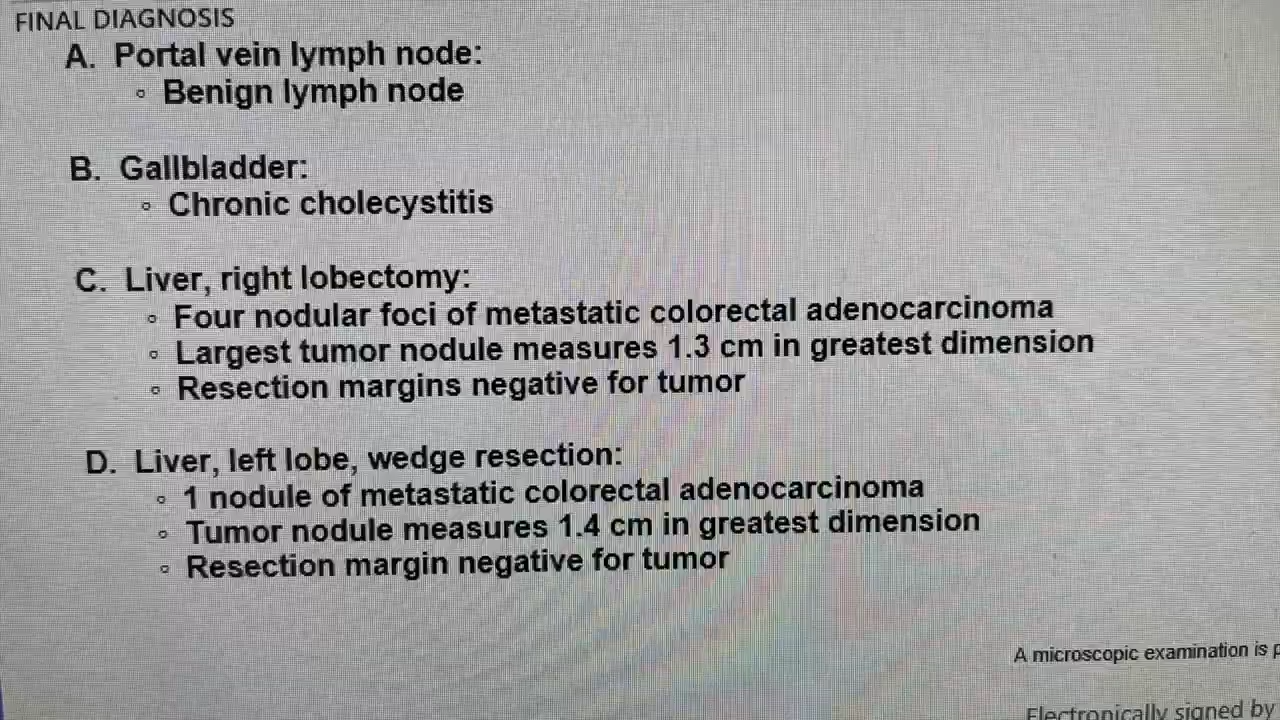 FINAL DIAGNOSIS
A. Portal vein lymph node:
◦ Benign lymph node
B. Gallbladder:
◦ Chronic cholecystitis
C. Liver, right lobectomy:
◦ Four nodular foci of metastatic colorectal adenocarcinoma
◦ Largest tumor nodule measures 1.3 cm in greatest dimension
◦ Resection margins negative for tumor
D. Liver, left lobe, wedge resection:
◦ 1 nodule of metastatic colorectal adenocarcinoma
◦ Tumor nodule measures 1.4 cm in greatest dimension
◦ Resection margin negative for tumor
A microscopic examination is
Electronically signed by